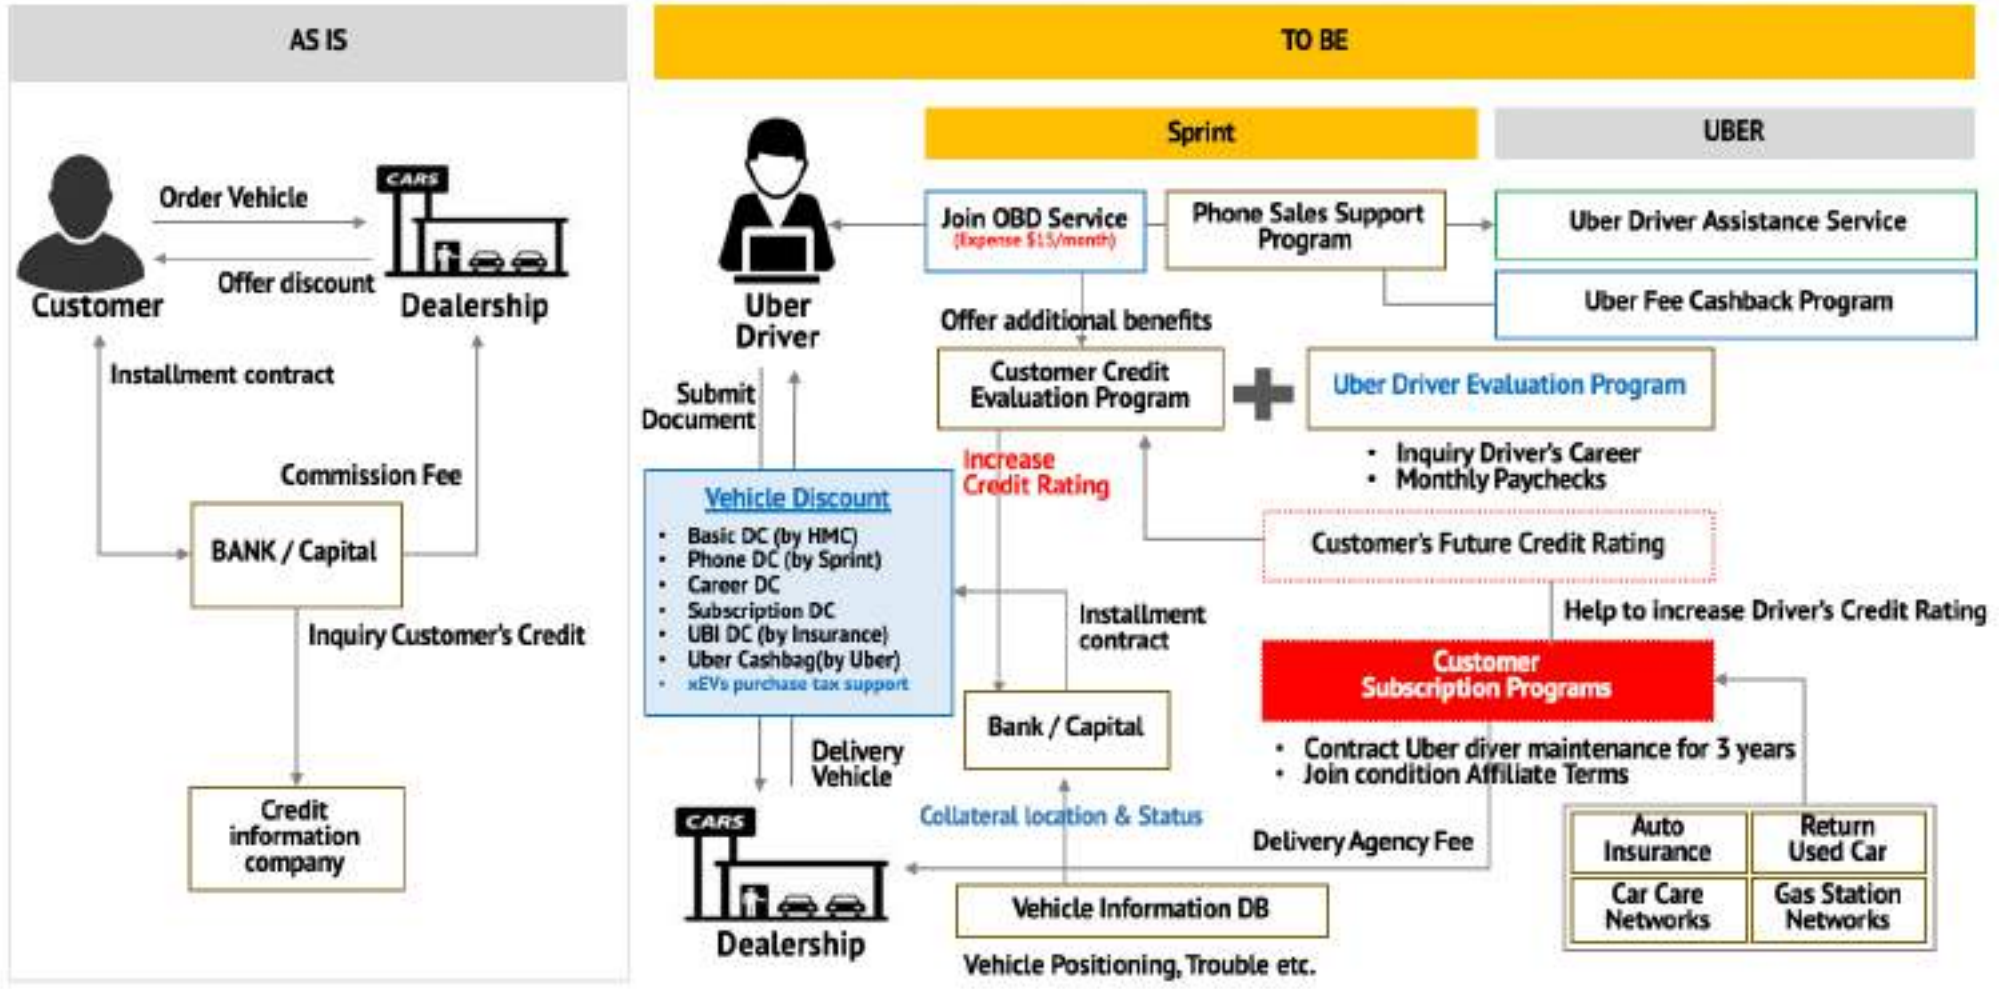 AS IS
Order Vehicle
CARS
Offer discount
Customer
Dealership
Installment contract
Commission Fee
BANK / Capital
Inquiry Customer's Credit
Credit
information
company
TO BE
Sprint
UBER
Uber
Driver
Join OBD Service
(Expense $15/month)
Phone Sales Support
Program
Uber Driver Assistance Service
Uber Fee Cashback Program
Offer additional benefits
Customer Credit
Evaluation Program
Uber Driver Evaluation Program
• Inquiry Driver's Career
• Monthly Paychecks
Submit
Document
Increase
Credit Rating
Vehicle Discount
• Basic DC (by HMC)
• Phone DC (by Sprint)
• Career DC
• Subscription DC
• UBI DC (by Insurance)
• Uber Cashbag(by Uber)
• xEVs purchase tax support
Customer's Future Credit Rating
Help to increase Driver's Credit Rating
Installment
contract
Customer
Subscription Programs
• Contract Uber diver maintenance for 3 years
• Join condition Affiliate Terms
Bank / Capital
Delivery
Vehicle
Collateral location & Status
Delivery Agency Fee
CARS
Dealership
Vehicle Information DB
Vehicle Positioning, Trouble etc.
Auto
Insurance
Return
Used Car
Car Care
Networks
Gas Station
Networks